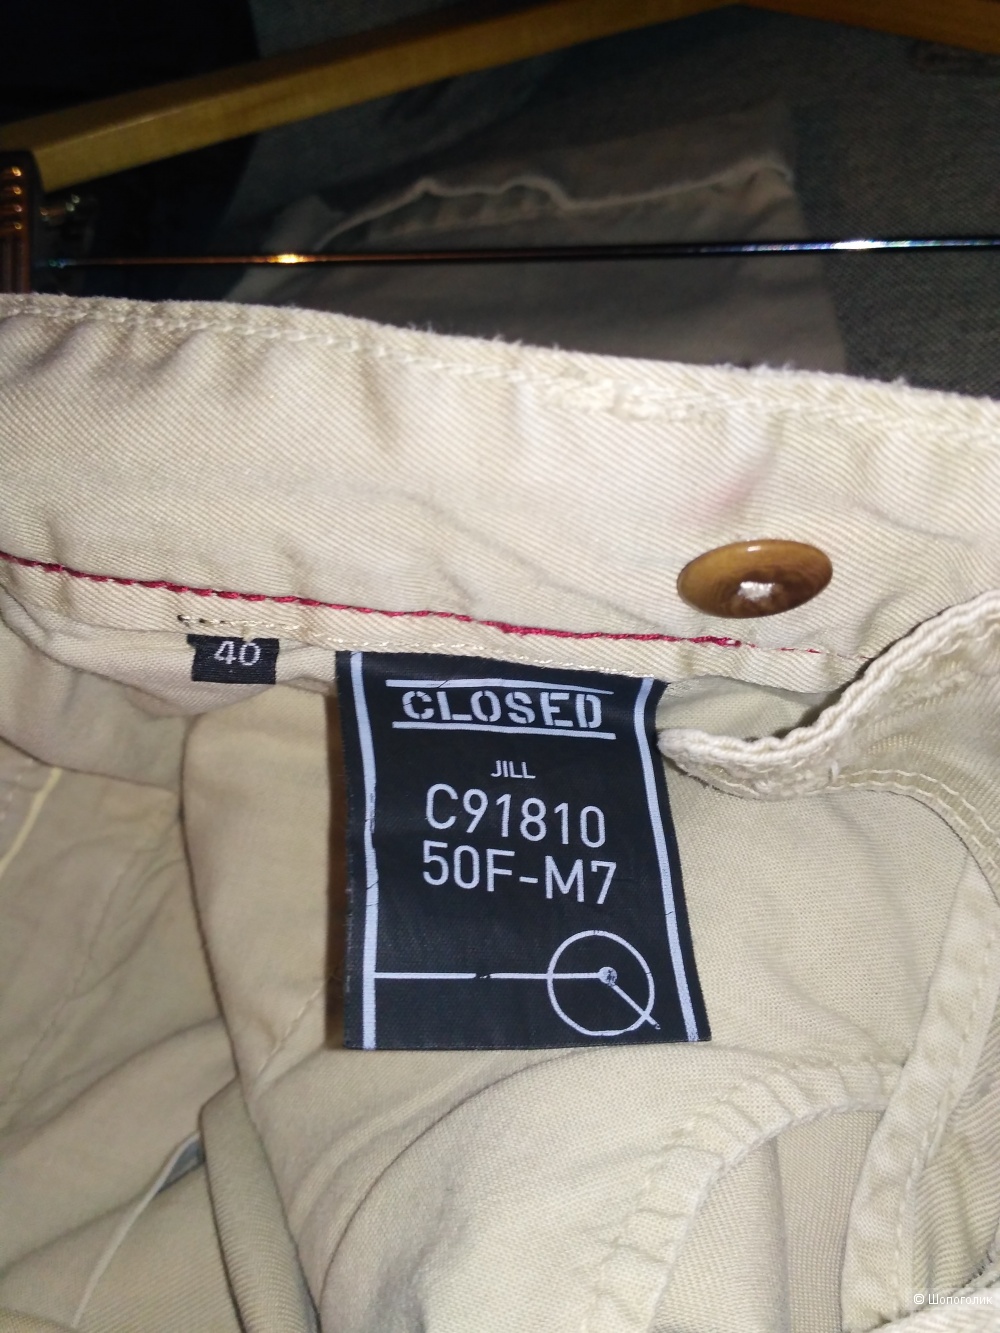 40
CLOSED
JILL
C91810
50F-M7
© Шопоголик